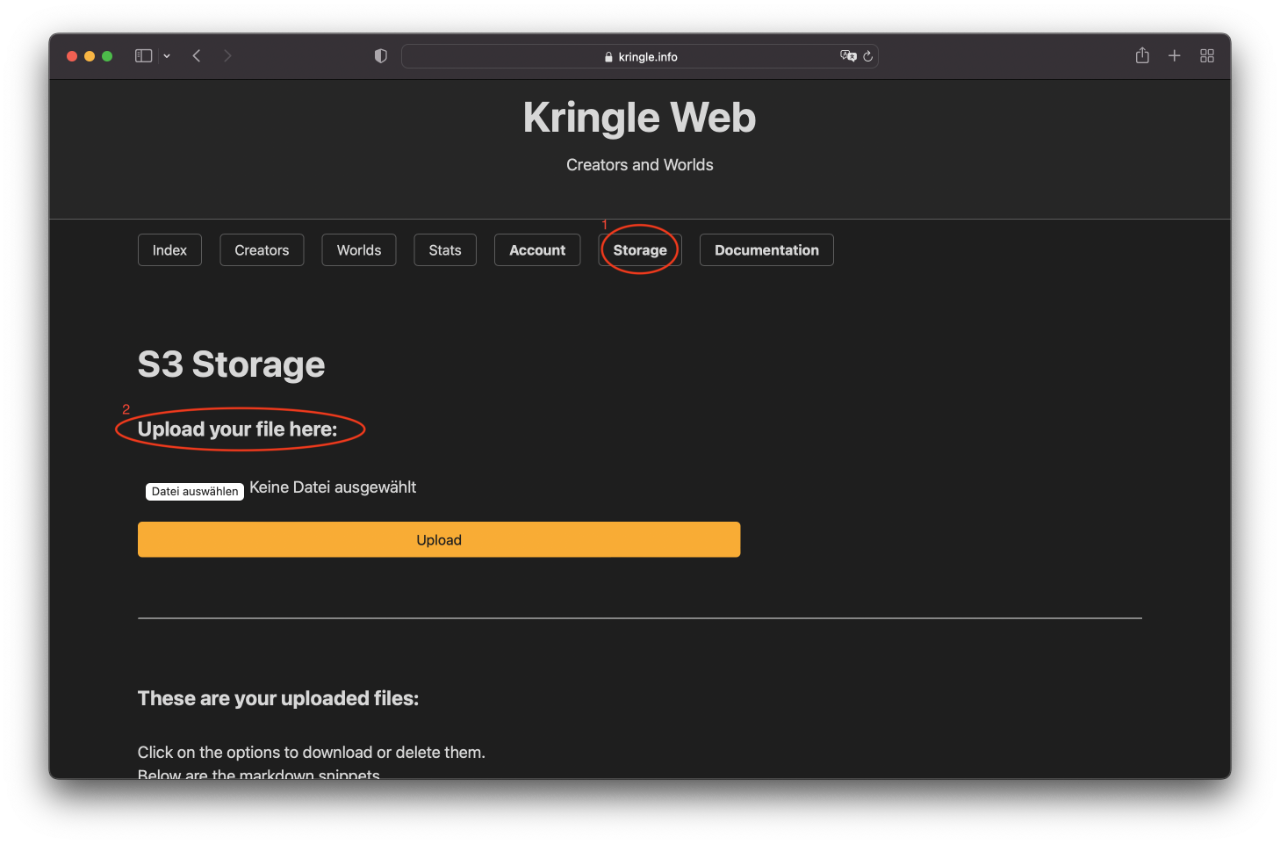 kringle.info
Kringle Web
Creators and Worlds
1
Index Creators Worlds Stats Account Storage Documentation
S3 Storage
2
Upload your file here:
Datei auswählen Keine Datei ausgewählt
Upload
These are your uploaded files:
Click on the options to download or delete them.
Below are the markdown snippets